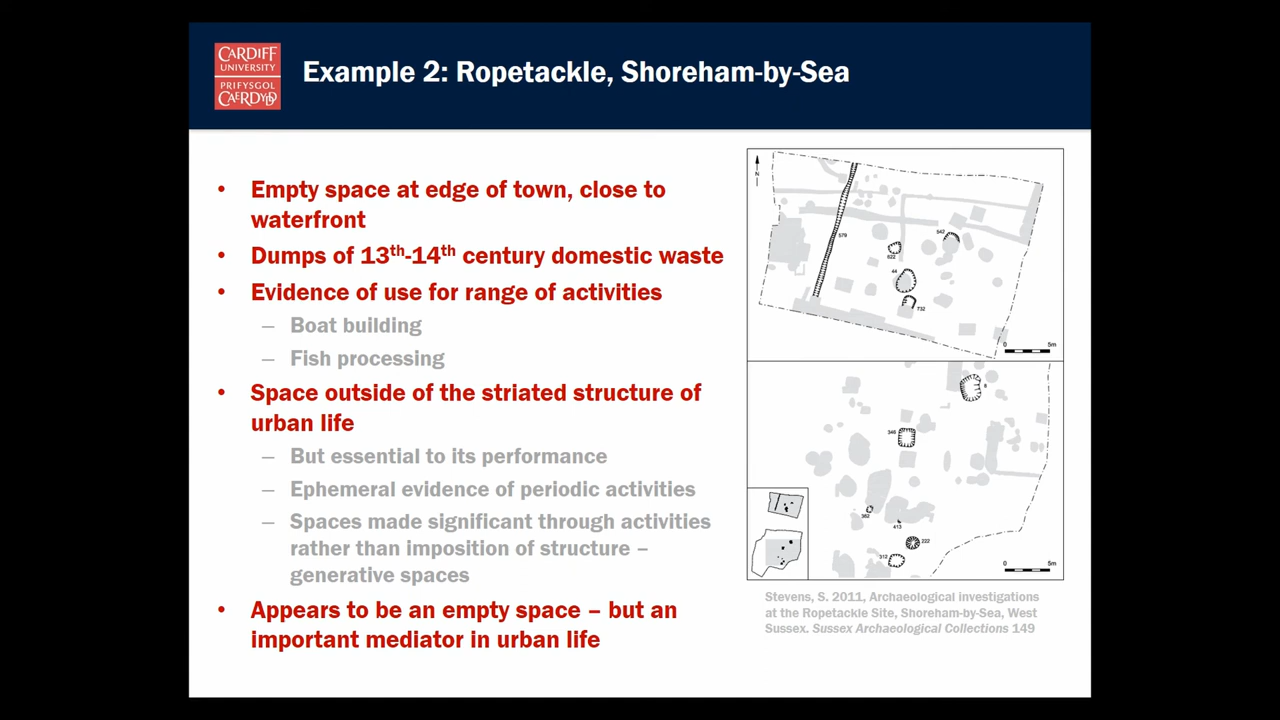 CARDIFF
UNIVERSITY
PRIFYSGOL
CAERDYDD
Example 2: Ropetackle, Shoreham-by-Sea
• Empty space at edge of town, close to
waterfront
• Dumps of 13th-14th century domestic waste
• Evidence of use for range of activities
– Boat building
– Fish processing
• Space outside of the striated structure of
urban life
– But essential to its performance
– Ephemeral evidence of periodic activities
– Spaces made significant through activities
rather than imposition of structure –
generative spaces
• Appears to be an empty space – but an
important mediator in urban life
N
579
542
622
44
732
0 5m
8
346
362
413
222
312
0 5m
Stevens, S. 2011, Archaeological investigations
at the Ropetackle Site, Shoreham-by-Sea, West
Sussex. Sussex Archaeological Collections 149